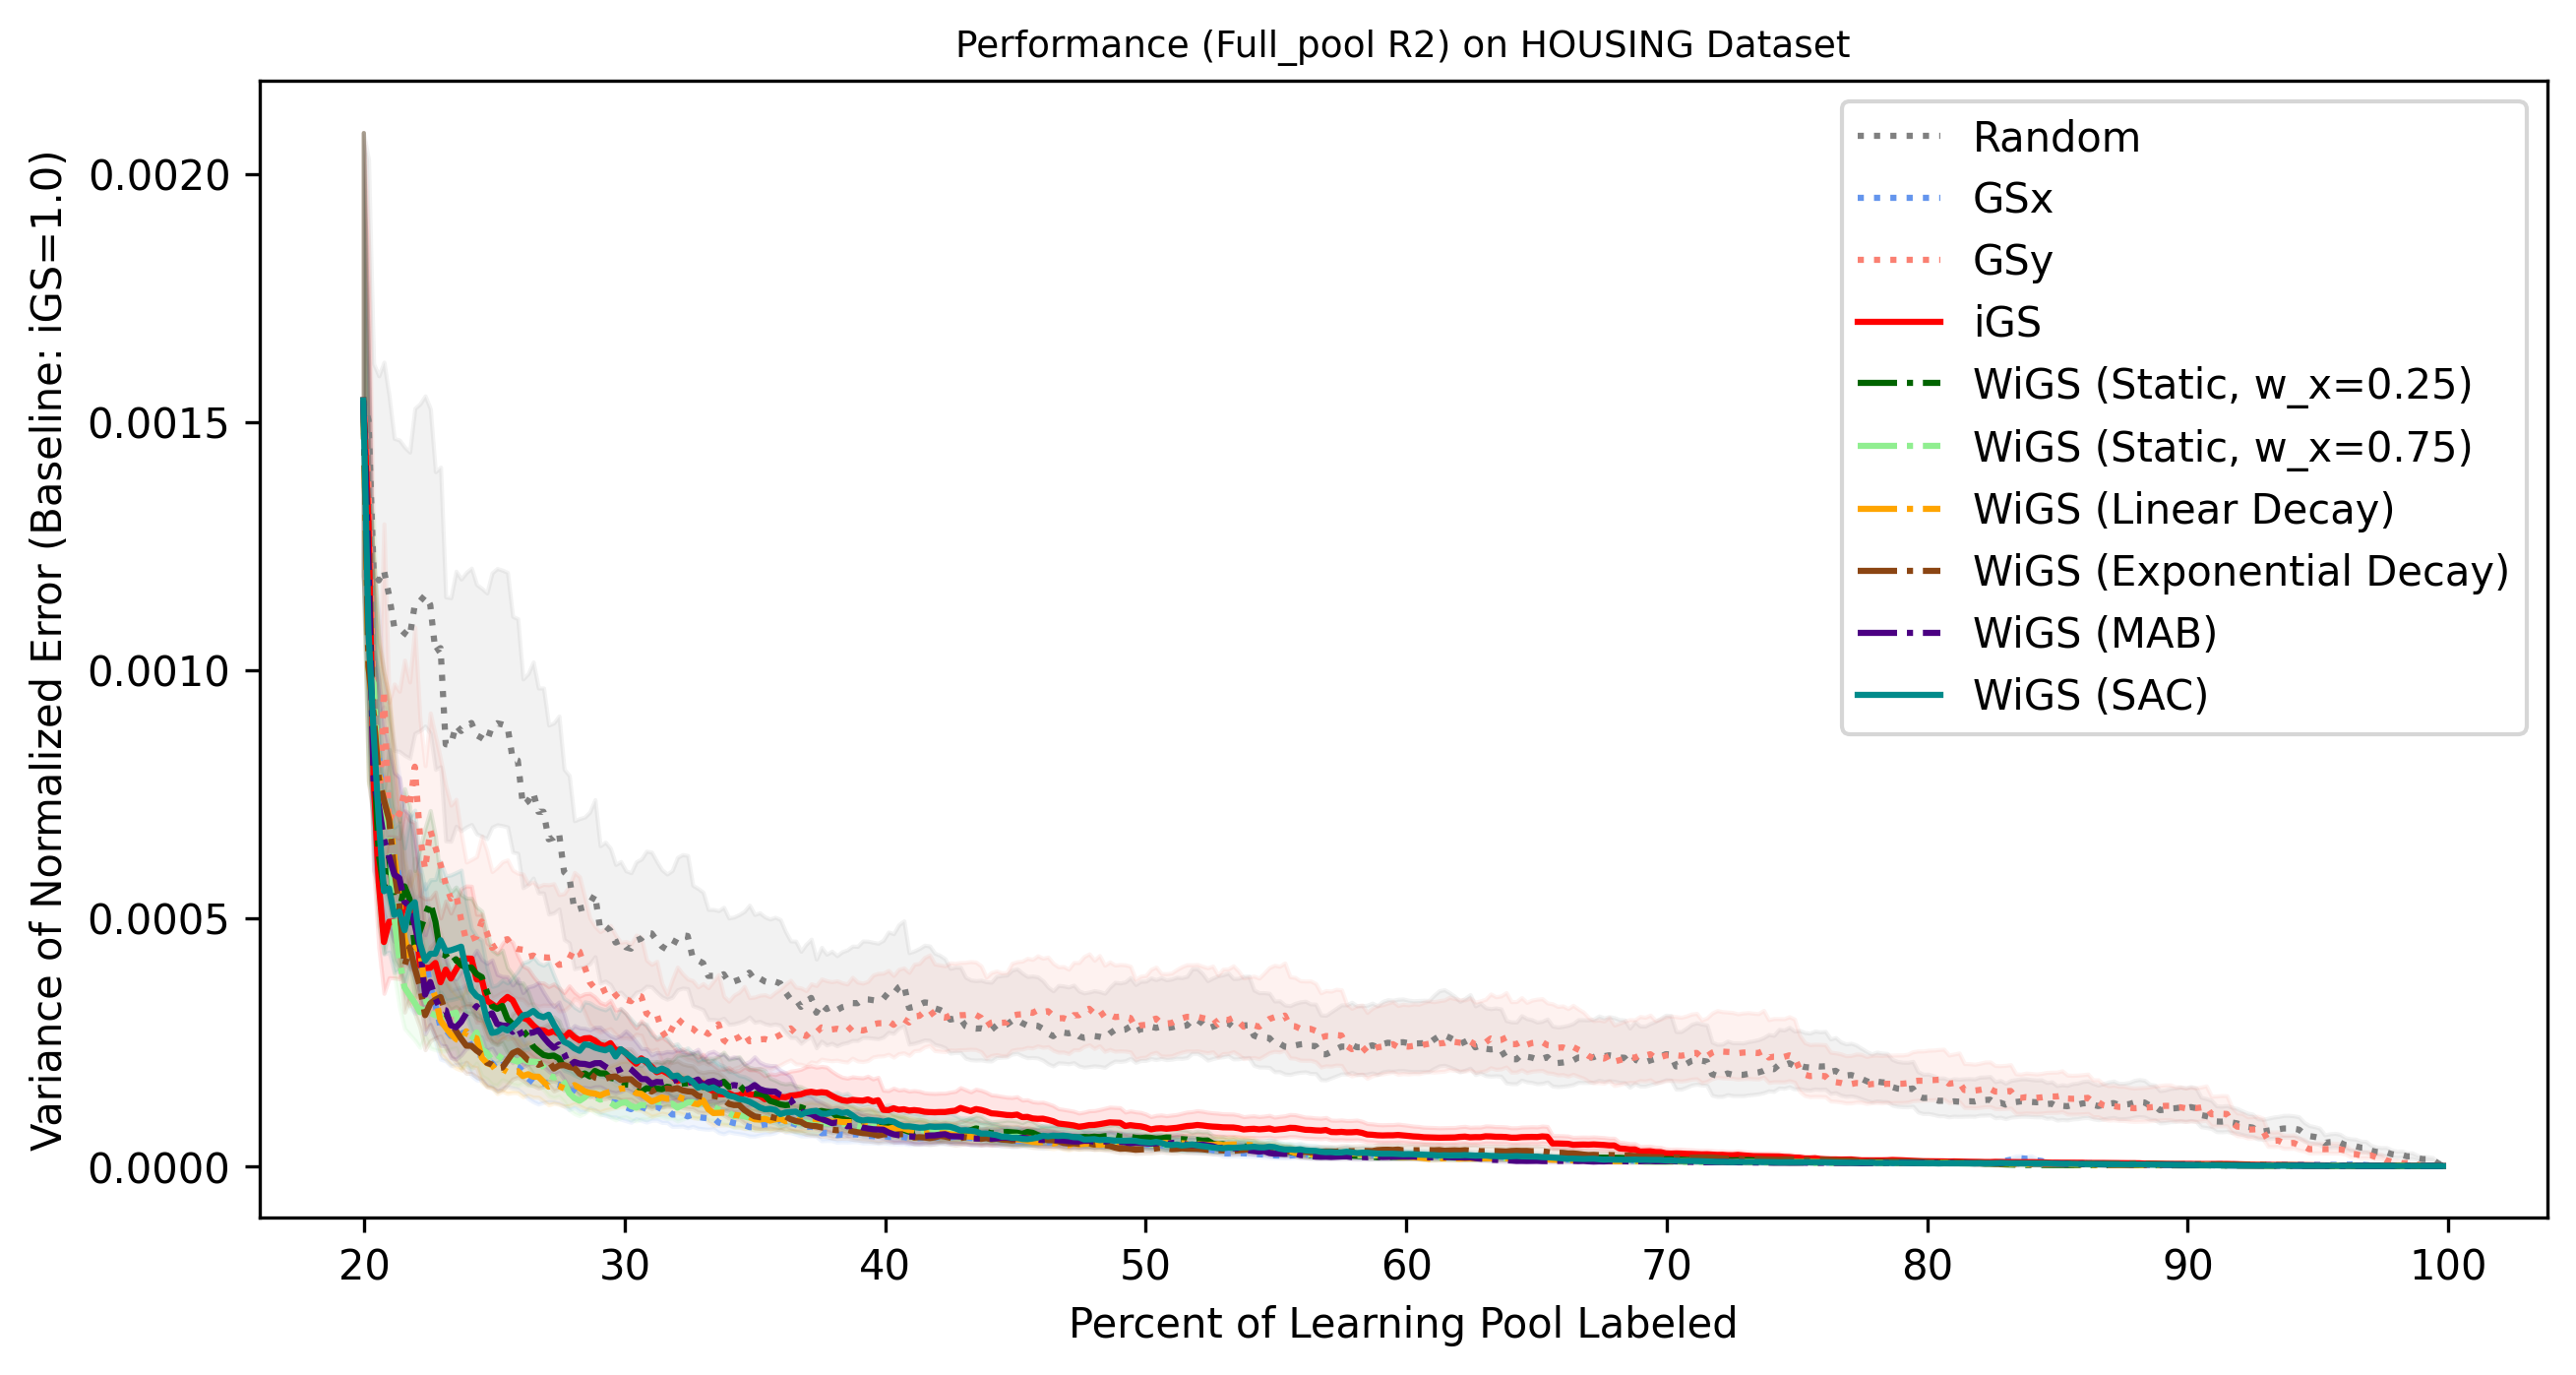 Performance (Full_pool R2) on HOUSING Dataset
Variance of Normalized Error (Baseline: iGS=1.0)
0.0020
0.0015
0.0010
0.0005
0.0000
Random
GSx
GSy
iGS
WiGS (Static, w_x=0.25)
WiGS (Static, w_x=0.75)
WiGS (Linear Decay)
WiGS (Exponential Decay)
WiGS (MAB)
WiGS (SAC)
20 30 40 50 60 70 80 90 100
Percent of Learning Pool Labeled